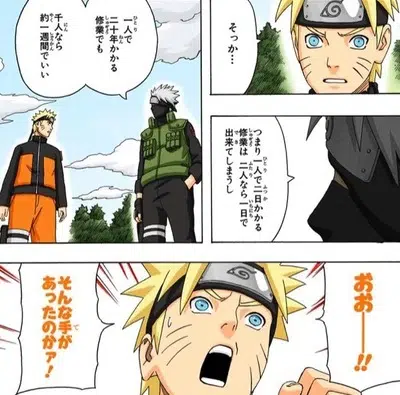 そっか…
つまり一人で二日かかる
修業は二人なら一日で
出来てしまうし
一人で
二十年かかる
修業でも
千人なら
約一週間でいい
おお──!!
そんな手が
あったのかァ!